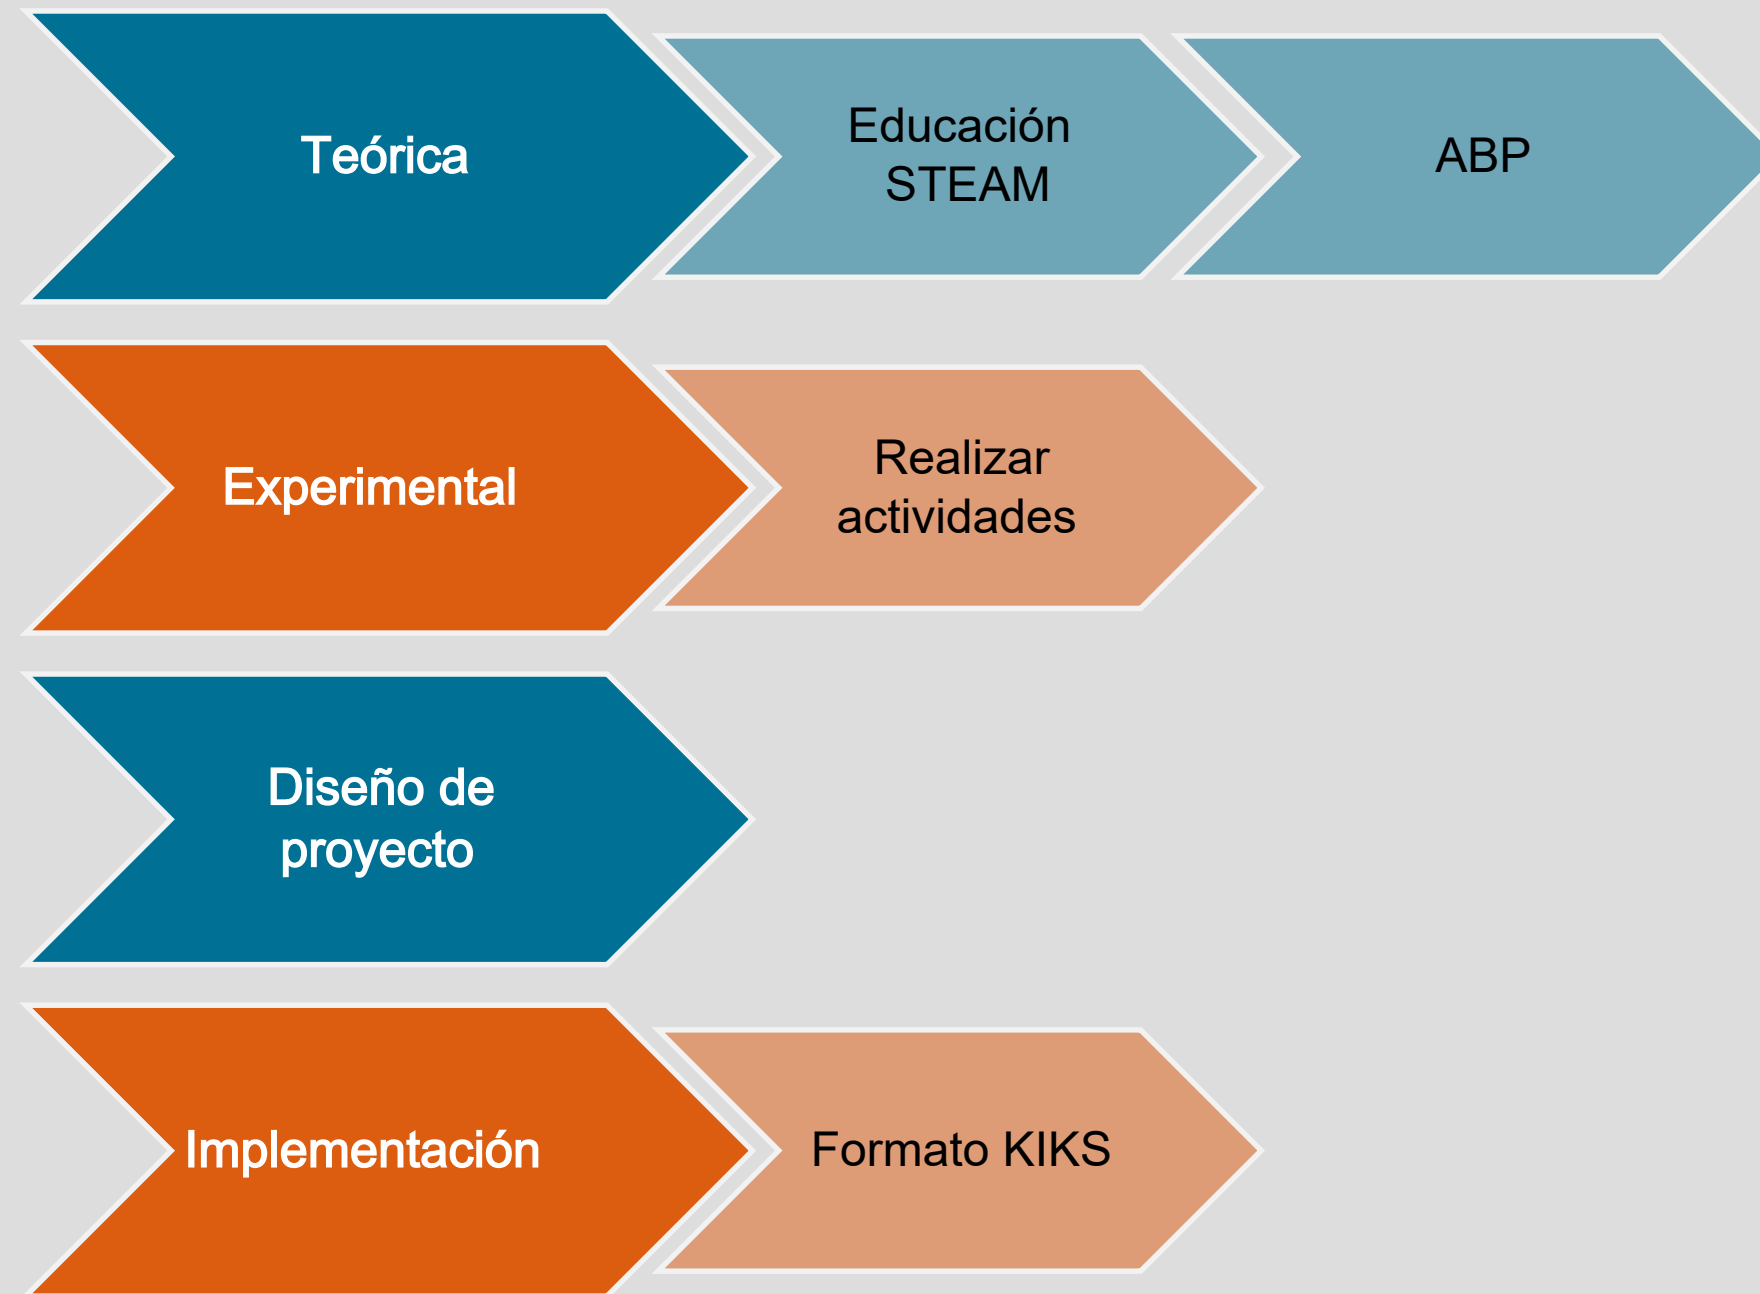 Teórica
Educación
STEAM
ABP
Experimental
Realizar
actividades
Diseño de
proyecto
Implementación
Formato KIKS